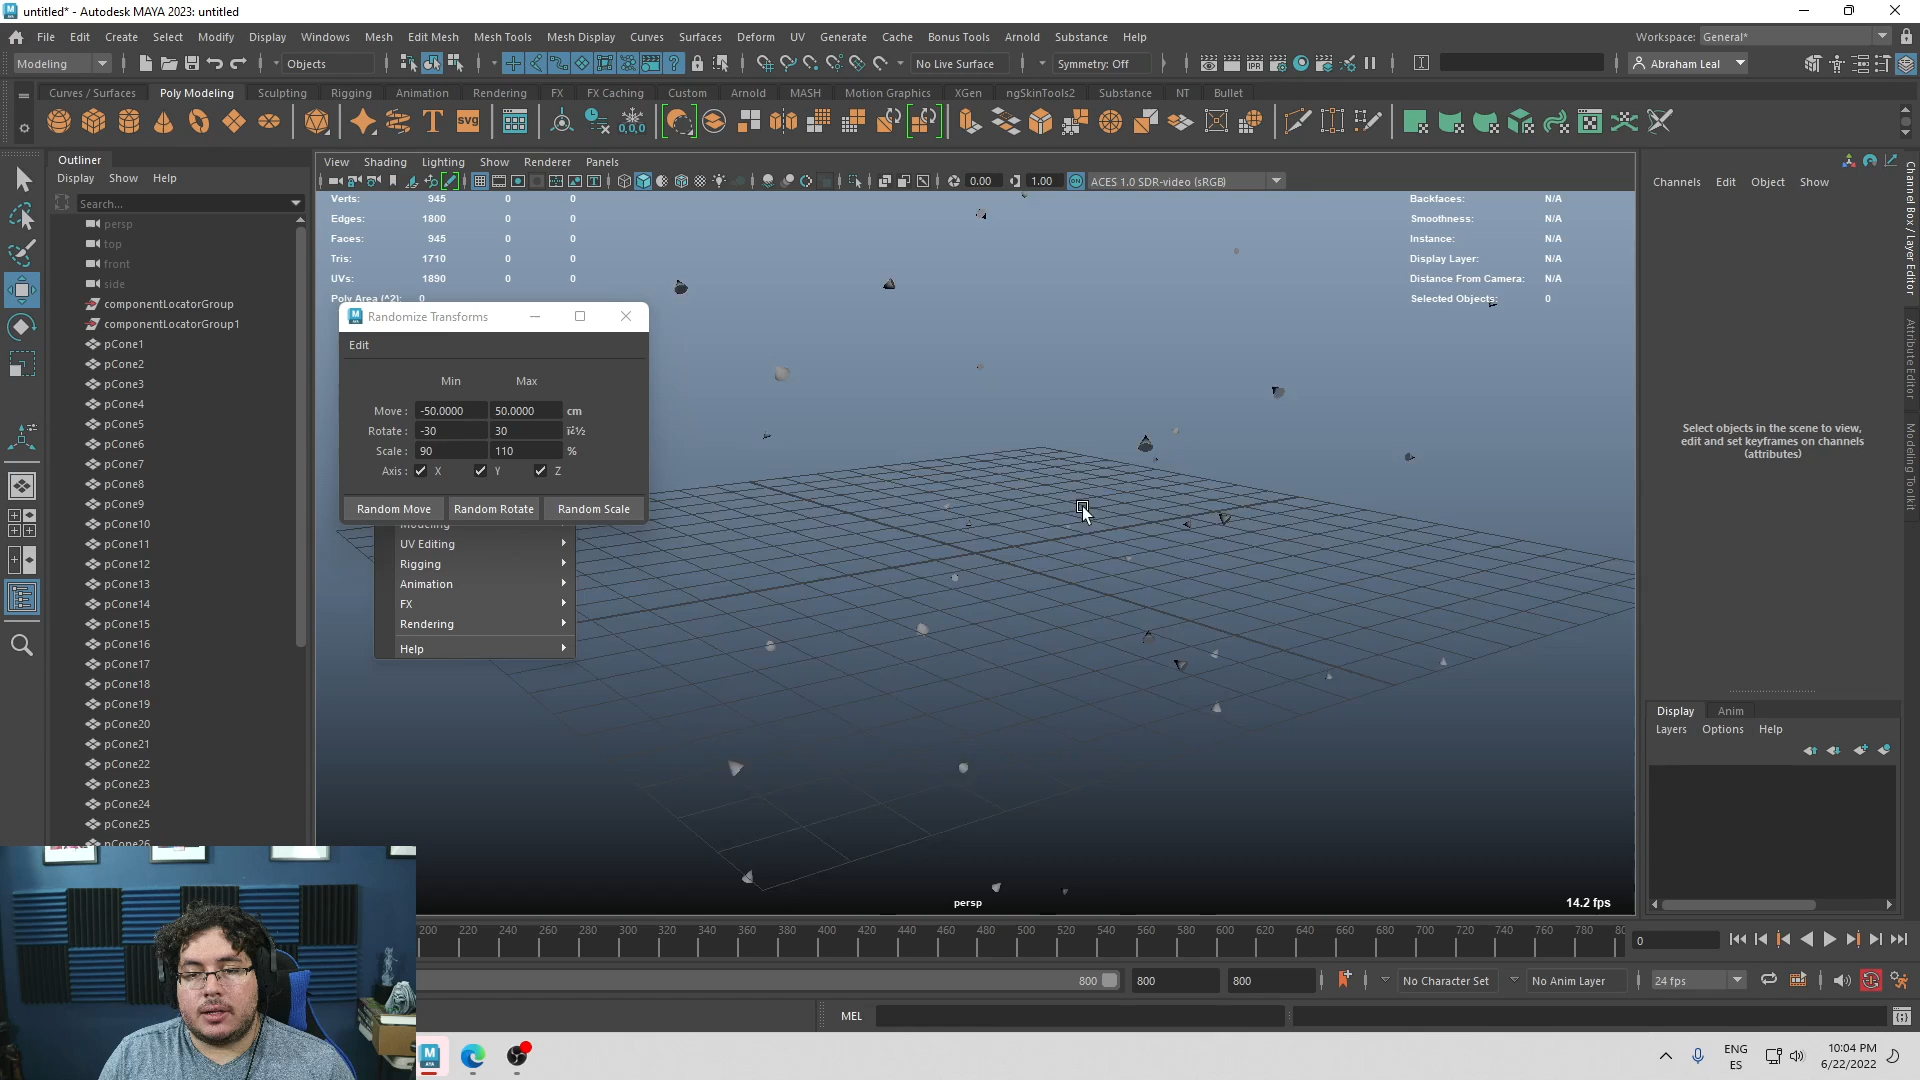 untitled* - Autodesk MAYA 2023: untitled
File Edit Create Select Modify Display Windows Mesh Edit Mesh Mesh Tools Mesh Display Curves Surfaces Deform UV Generate Cache Bonus Tools Arnold Substance Help
Workspace: General*
Modeling
Objects
No Live Surface
Symmetry: Off
Abraham Leal
Curves / Surfaces Poly Modeling Sculpting Rigging Animation Rendering FX FX Caching Custom Arnold MASH Motion Graphics XGen ngSkinTools2 Substance NT Bullet
Outliner
Display Show Help
Search...
persp
top
front
side
componentLocatorGroup
componentLocatorGroup1
pCone1
pCone2
pCone3
pCone4
pCone5
pCone6
pCone7
pCone8
pCone9
pCone10
pCone11
pCone12
pCone13
pCone14
pCone15
pCone16
pCone17
pCone18
pCone19
pCone20
pCone21
pCone22
pCone23
pCone24
pCone25
pCone26
View Shading Lighting Show Renderer Panels
0.00 1.00 ACES 1.0 SDR-video (sRGB)
Verts: 945 0 0
Edges: 1800 0 0
Faces: 945 0 0
Tris: 1710 0 0
UVs: 1890 0 0
Poly Area (^2): 0
Backfaces: N/A
Smoothness: N/A
Instance: N/A
Display Layer: N/A
Distance From Camera: N/A
Selected Objects: 0
Randomize Transforms
Edit
Min Max
Move : -50.0000 50.0000 cm
Rotate : -30 30 ï¿½
Scale : 90 110 %
Axis : X Y Z
Random Move Random Rotate Random Scale
Modeling
UV Editing
Rigging
Animation
FX
Rendering
Help
persp
14.2 fps
Channels Edit Object Show
Select objects in the scene to view,
edit and set keyframes on channels
(attributes)
Display Anim
Layers Options Help
Channel Box / Layer Editor
Attribute Editor
Modeling Toolkit
200 220 240 260 280 300 320 340 360 380 400 420 440 460 480 500 520 540 560 580 600 620 640 660 680 700 720 740 760 780 80
0
800 800 800
No Character Set
No Anim Layer
24 fps
MEL
ENG
ES
10:04 PM
6/22/2022